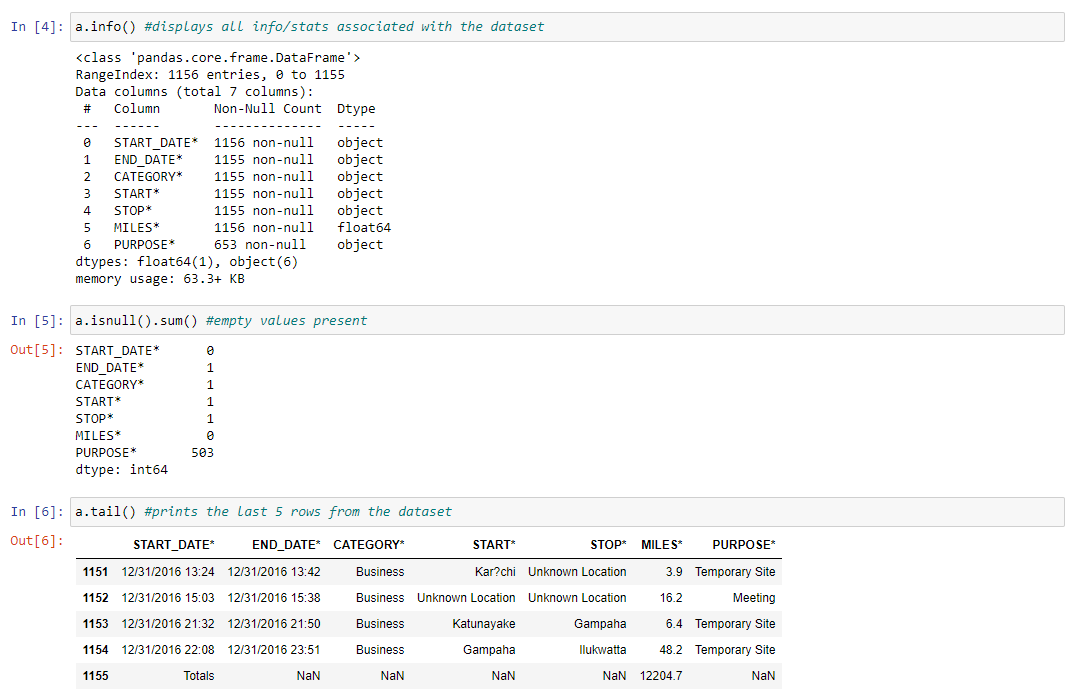 In [4]: a.info() #displays all info/stats associated with the dataset
<class 'pandas.core.frame.DataFrame'>
RangeIndex: 1156 entries, 0 to 1155
Data columns (total 7 columns):
 #   Column       Non-Null Count  Dtype
---  ------       --------------  -----
 0   START_DATE*  1156 non-null   object
 1   END_DATE*    1155 non-null   object
 2   CATEGORY*    1155 non-null   object
 3   START*       1155 non-null   object
 4   STOP*        1155 non-null   object
 5   MILES*       1156 non-null   float64
 6   PURPOSE*     653 non-null    object
dtypes: float64(1), object(6)
memory usage: 63.3+ KB
In [5]: a.isnull().sum() #empty values present
Out[5]: START_DATE*      0
END_DATE*        1
CATEGORY*        1
START*           1
STOP*            1
MILES*           0
PURPOSE*       503
dtype: int64
In [6]: a.tail() #prints the last 5 rows from the dataset
Out[6]:
START_DATE* END_DATE* CATEGORY* START* STOP* MILES* PURPOSE*
1151 12/31/2016 13:24 12/31/2016 13:42 Business Kar?chi Unknown Location 3.9 Temporary Site
1152 12/31/2016 15:03 12/31/2016 15:38 Business Unknown Location Unknown Location 16.2 Meeting
1153 12/31/2016 21:32 12/31/2016 21:50 Business Katunayake Gampaha 6.4 Temporary Site
1154 12/31/2016 22:08 12/31/2016 23:51 Business Gampaha Ilukwatta 48.2 Temporary Site
1155 Totals NaN NaN NaN NaN 12204.7 NaN